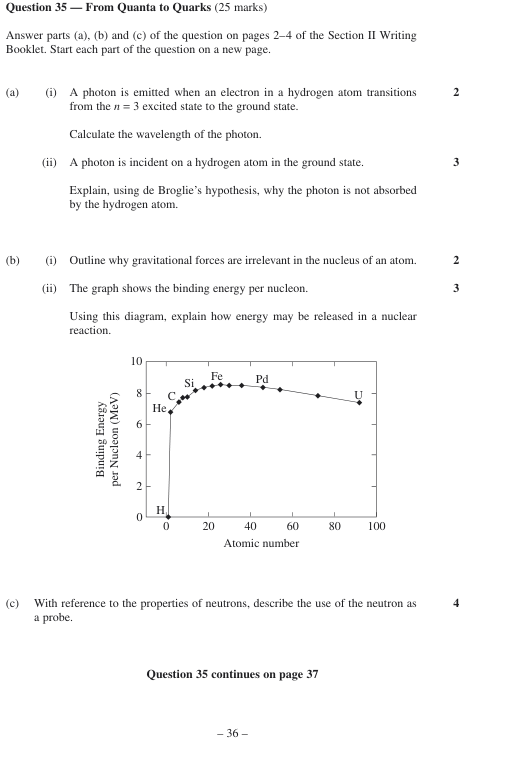 Question 35 — From Quanta to Quarks (25 marks)
Answer parts (a), (b) and (c) of the question on pages 2–4 of the Section II Writing
Booklet. Start each part of the question on a new page.
(a) (i) A photon is emitted when an electron in a hydrogen atom transitions 2
from the n = 3 excited state to the ground state.
Calculate the wavelength of the photon.
(ii) A photon is incident on a hydrogen atom in the ground state. 3
Explain, using de Broglie's hypothesis, why the photon is not absorbed
by the hydrogen atom.
(b) (i) Outline why gravitational forces are irrelevant in the nucleus of an atom. 2
(ii) The graph shows the binding energy per nucleon. 3
Using this diagram, explain how energy may be released in a nuclear
reaction.
10
8
6
4
2
0
Binding Energy
per Nucleon (MeV)
H
He
C
Si
Fe
Pd
U
0 20 40 60 80 100
Atomic number
(c) With reference to the properties of neutrons, describe the use of the neutron as 4
a probe.
Question 35 continues on page 37
– 36 –